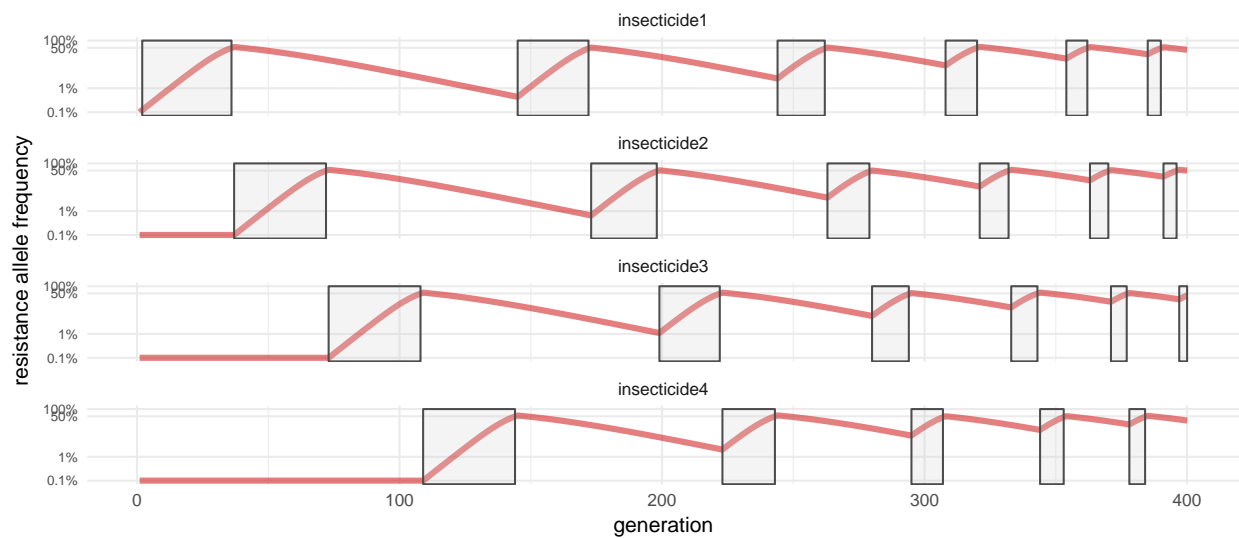 insecticide1
100%
50%
1%
0.1%
insecticide2
100%
50%
1%
0.1%
insecticide3
100%
50%
1%
0.1%
insecticide4
100%
50%
1%
0.1%
0 100 200 300 400
generation
resistance allele frequency